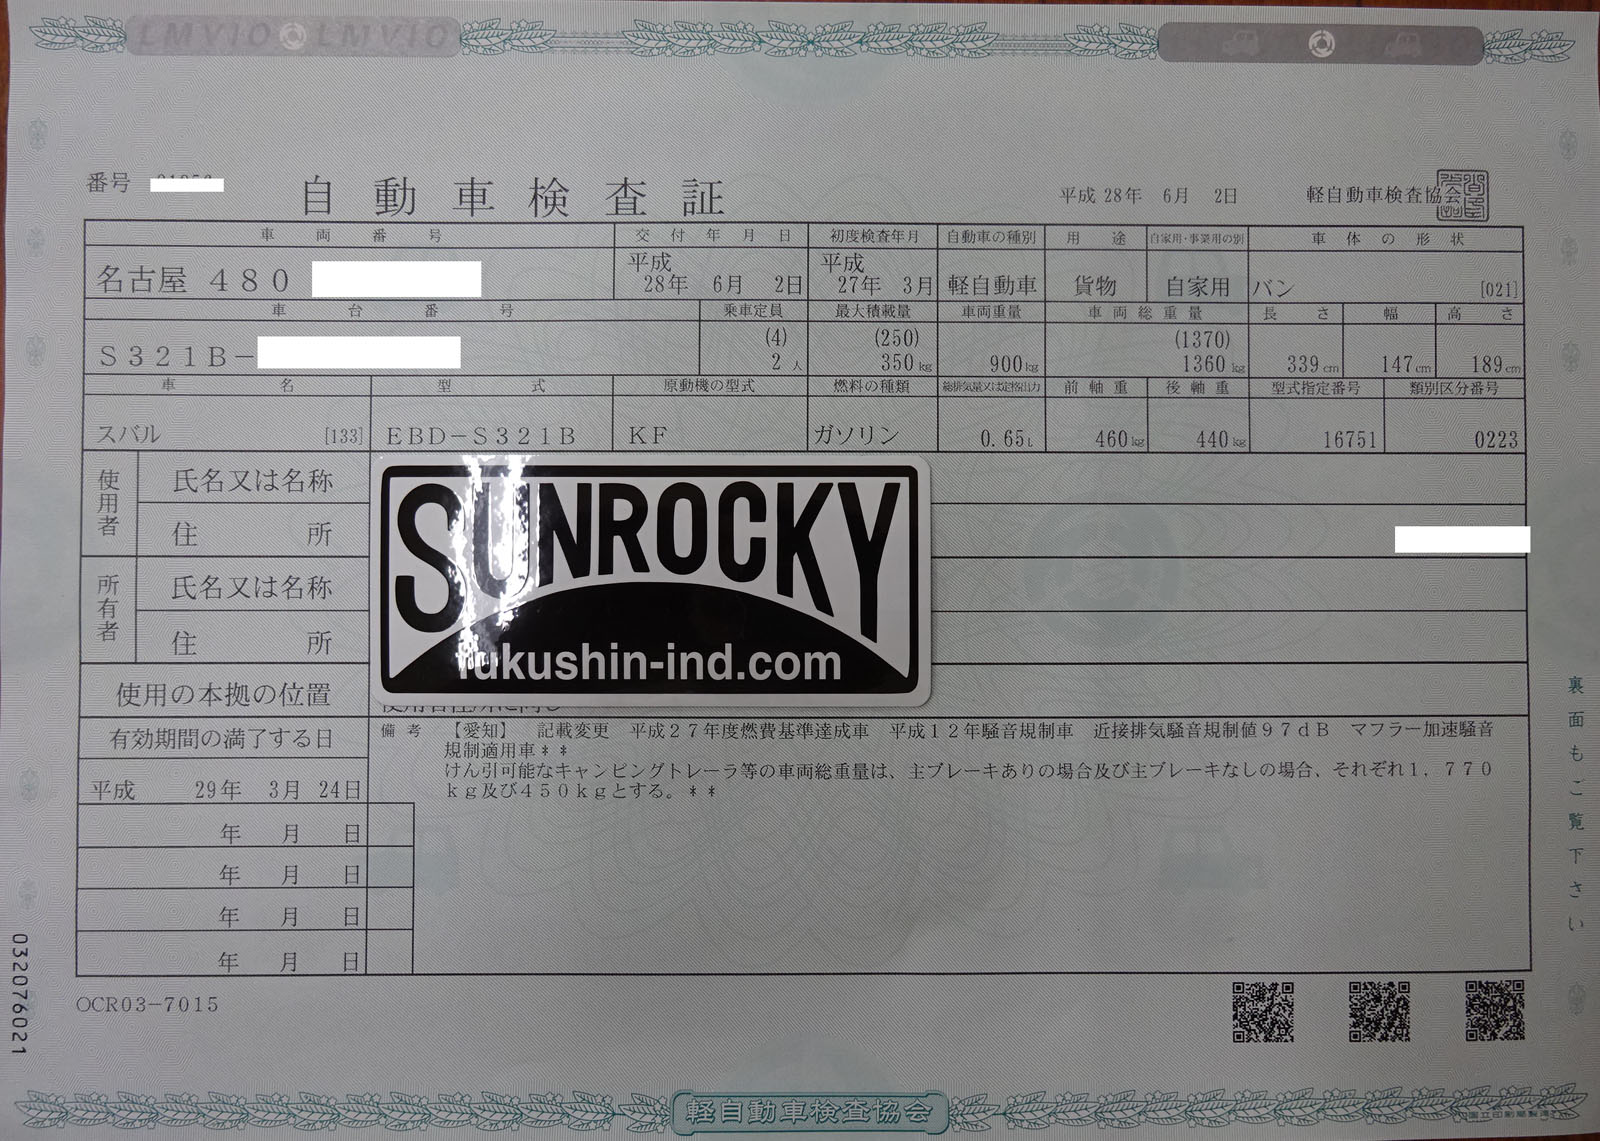 LMVIO LMVIO
番号
自動車検査証
平成28年 6月 2日
軽自動車検査協会
車両番号 交付年月日 初度検査年月 自動車の種別 用途 自家用・事業用の別 車体の形状
名古屋 480 平成28年 6月 2日 平成27年 3月 軽自動車 貨物 自家用 バン [021]
車台番号 乗車定員 最大積載量 車両重量 車両総重量 長さ 幅 高さ
(4) (250) (1370)
S321B- 2人 350kg 900kg 1360kg 339cm 147cm 189cm
車名 型式 原動機の型式 燃料の種類 総排気量又は定格出力 前軸重 後軸重 型式指定番号 類別区分番号
スバル [133] EBD-S321B KF ガソリン 0.65L 460kg 440kg 16751 0223
使用者 氏名又は名称
住所
所有者 氏名又は名称
住所
SUNROCKY
fukushin-ind.com
使用の本拠の位置
有効期間の満了する日
平成 29年 3月 24日
年 月 日
年 月 日
年 月 日
年 月 日
備考 【愛知】 記載変更 平成27年度燃費基準達成車 平成12年騒音規制車 近接排気騒音規制値97dB マフラー加速騒音
規制適用車**
けん引可能なキャンピングトレーラ等の車両総重量は、主ブレーキありの場合及び主ブレーキなしの場合、それぞれ1,770
kg及び450kgとする。**
裏面もご覧下さい
OCR03-7015
032076021
軽自動車検査協会